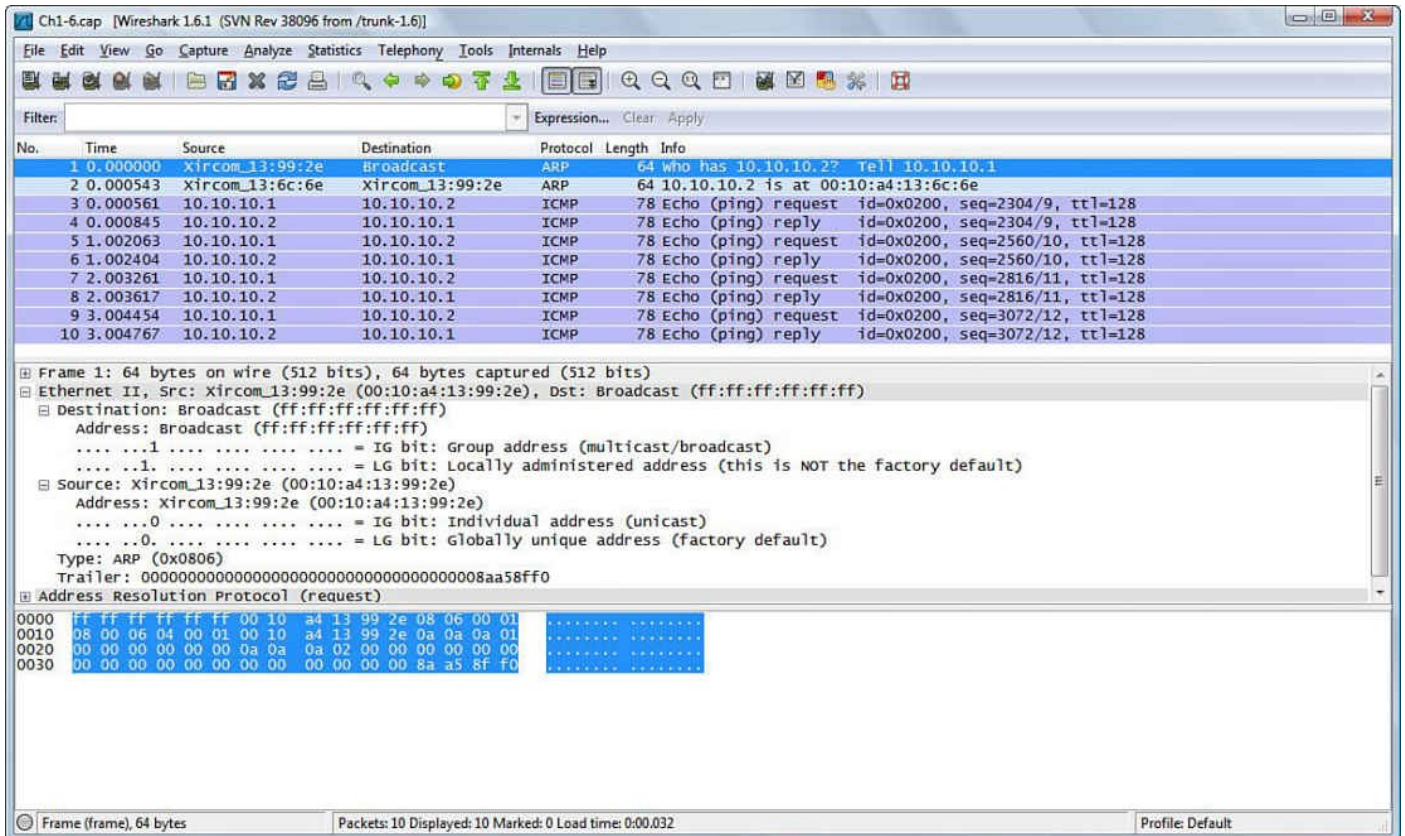 Ch1-6.cap [Wireshark 1.6.1 (SVN Rev 38096 from /trunk-1.6)]
File Edit View Go Capture Analyze Statistics Telephony Tools Internals Help
Filter: Expression... Clear Apply
No. Time Source Destination Protocol Length Info
1 0.000000 Xircom_13:99:2e Broadcast ARP 64 Who has 10.10.10.2? Tell 10.10.10.1
2 0.000543 Xircom_13:6c:6e Xircom_13:99:2e ARP 64 10.10.10.2 is at 00:10:a4:13:6c:6e
3 0.000561 10.10.10.1 10.10.10.2 ICMP 78 Echo (ping) request id=0x0200, seq=2304/9, ttl=128
4 0.000845 10.10.10.2 10.10.10.1 ICMP 78 Echo (ping) reply id=0x0200, seq=2304/9, ttl=128
5 1.002063 10.10.10.1 10.10.10.2 ICMP 78 Echo (ping) request id=0x0200, seq=2560/10, ttl=128
6 1.002404 10.10.10.2 10.10.10.1 ICMP 78 Echo (ping) reply id=0x0200, seq=2560/10, ttl=128
7 2.003261 10.10.10.1 10.10.10.2 ICMP 78 Echo (ping) request id=0x0200, seq=2816/11, ttl=128
8 2.003617 10.10.10.2 10.10.10.1 ICMP 78 Echo (ping) reply id=0x0200, seq=2816/11, ttl=128
9 3.004454 10.10.10.1 10.10.10.2 ICMP 78 Echo (ping) request id=0x0200, seq=3072/12, ttl=128
10 3.004767 10.10.10.2 10.10.10.1 ICMP 78 Echo (ping) reply id=0x0200, seq=3072/12, ttl=128
Frame 1: 64 bytes on wire (512 bits), 64 bytes captured (512 bits)
Ethernet II, Src: Xircom_13:99:2e (00:10:a4:13:99:2e), Dst: Broadcast (ff:ff:ff:ff:ff:ff)
Destination: Broadcast (ff:ff:ff:ff:ff:ff)
Address: Broadcast (ff:ff:ff:ff:ff:ff)
.... ...1 .... .... .... .... = IG bit: Group address (multicast/broadcast)
.... ..1. .... .... .... .... = LG bit: Locally administered address (this is NOT the factory default)
Source: Xircom_13:99:2e (00:10:a4:13:99:2e)
Address: Xircom_13:99:2e (00:10:a4:13:99:2e)
.... ...0 .... .... .... .... = IG bit: Individual address (unicast)
.... ..0. .... .... .... .... = LG bit: Globally unique address (factory default)
Type: ARP (0x0806)
Trailer: 0000000000000000000000000000000000008aa58ff0
Address Resolution Protocol (request)
0000 ff ff ff ff ff ff 00 10 a4 13 99 2e 08 06 00 01 ........ ........
0010 08 00 06 04 00 01 00 10 a4 13 99 2e 0a 0a 0a 01 ........ ........
0020 00 00 00 00 00 00 0a 0a 0a 02 00 00 00 00 00 00 ........ ........
0030 00 00 00 00 00 00 00 00 00 00 00 00 8a a5 8f f0 ........ ........
Frame (frame), 64 bytes Packets: 10 Displayed: 10 Marked: 0 Load time: 0:00.032 Profile: Default